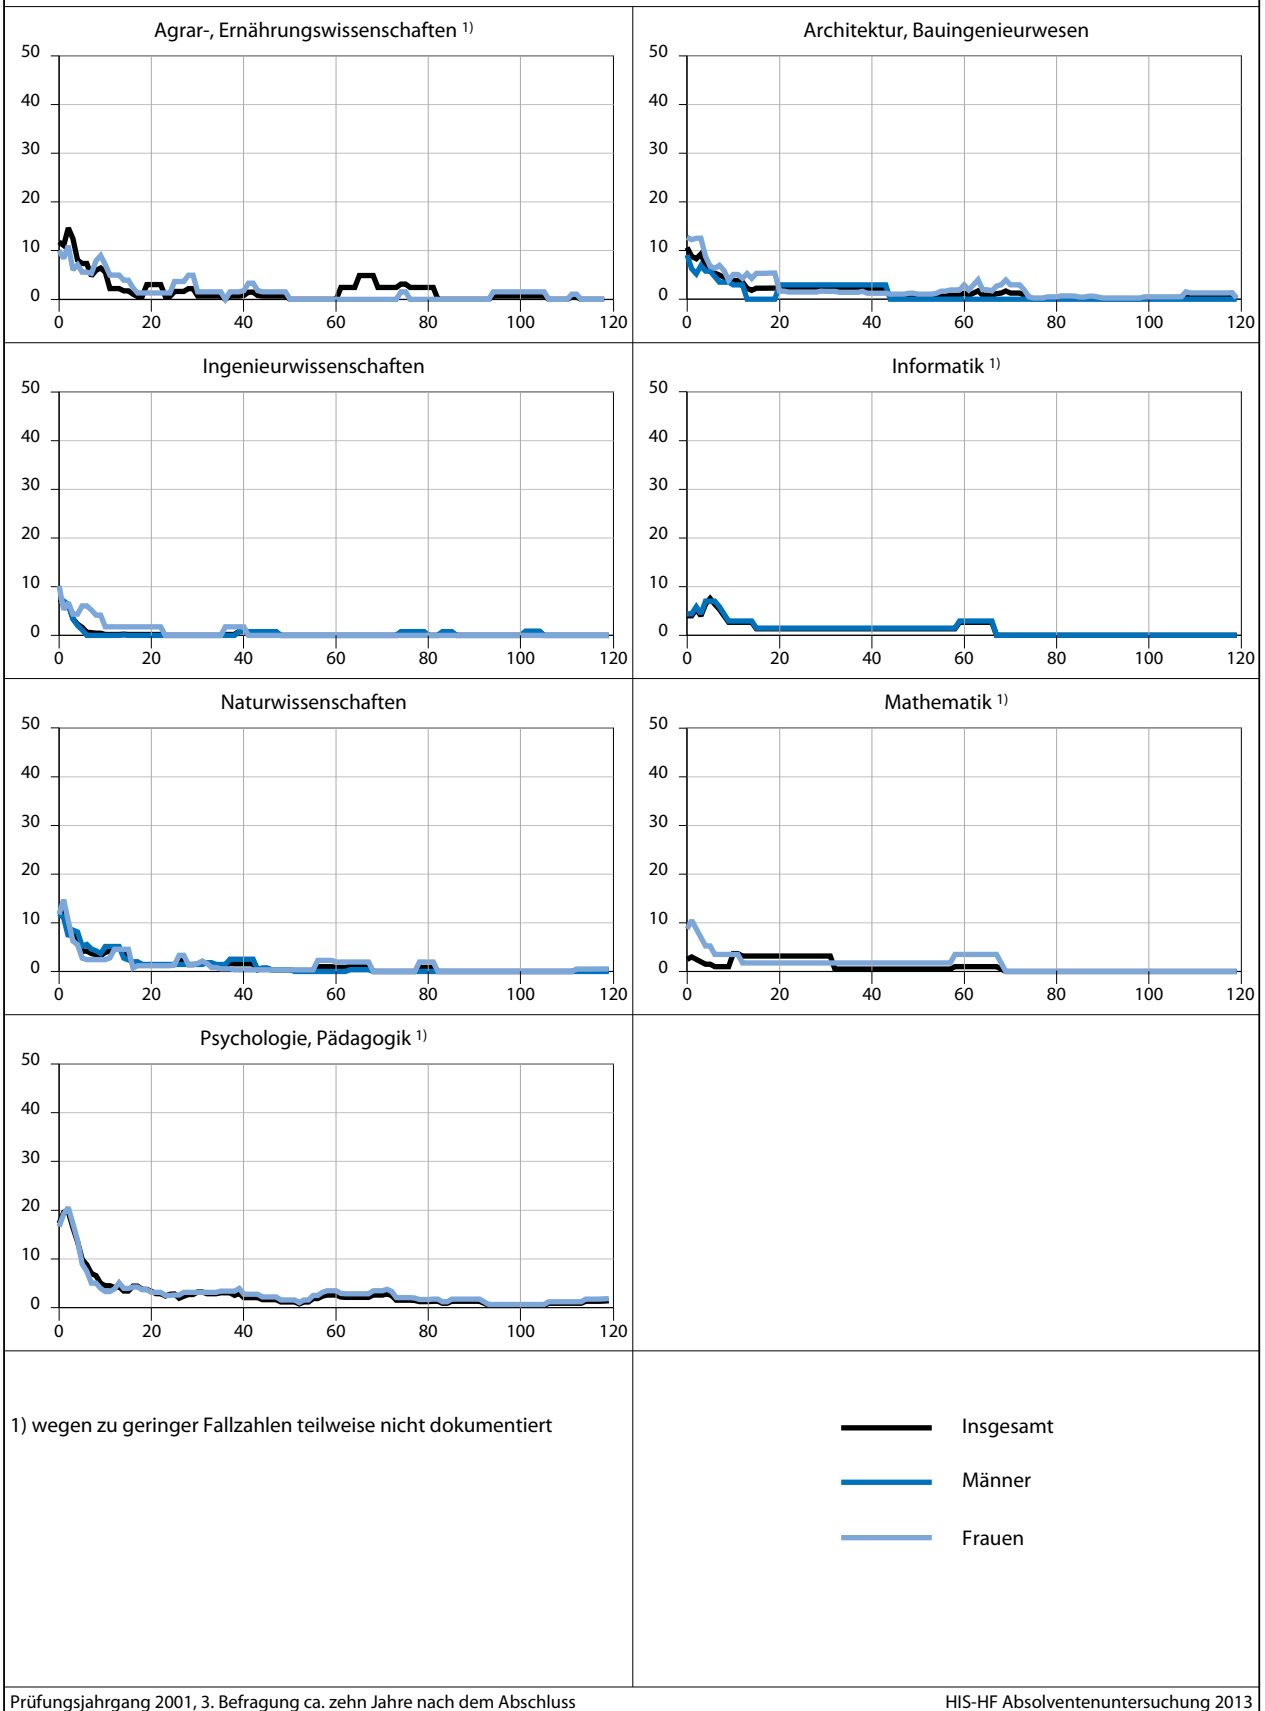 Agrar-, Ernährungswissenschaften 1)
50
40
30
20
10
0
0 20 40 60 80 100 120
Architektur, Bauingenieurwesen
50
40
30
20
10
0
0 20 40 60 80 100 120
Ingenieurwissenschaften
50
40
30
20
10
0
0 20 40 60 80 100 120
Informatik 1)
50
40
30
20
10
0
0 20 40 60 80 100 120
Naturwissenschaften
50
40
30
20
10
0
0 20 40 60 80 100 120
Mathematik 1)
50
40
30
20
10
0
0 20 40 60 80 100 120
Psychologie, Pädagogik 1)
50
40
30
20
10
0
0 20 40 60 80 100 120
1) wegen zu geringer Fallzahlen teilweise nicht dokumentiert
Insgesamt
Männer
Frauen
Prüfungsjahrgang 2001, 3. Befragung ca. zehn Jahre nach dem Abschluss
HIS-HF Absolventenuntersuchung 2013